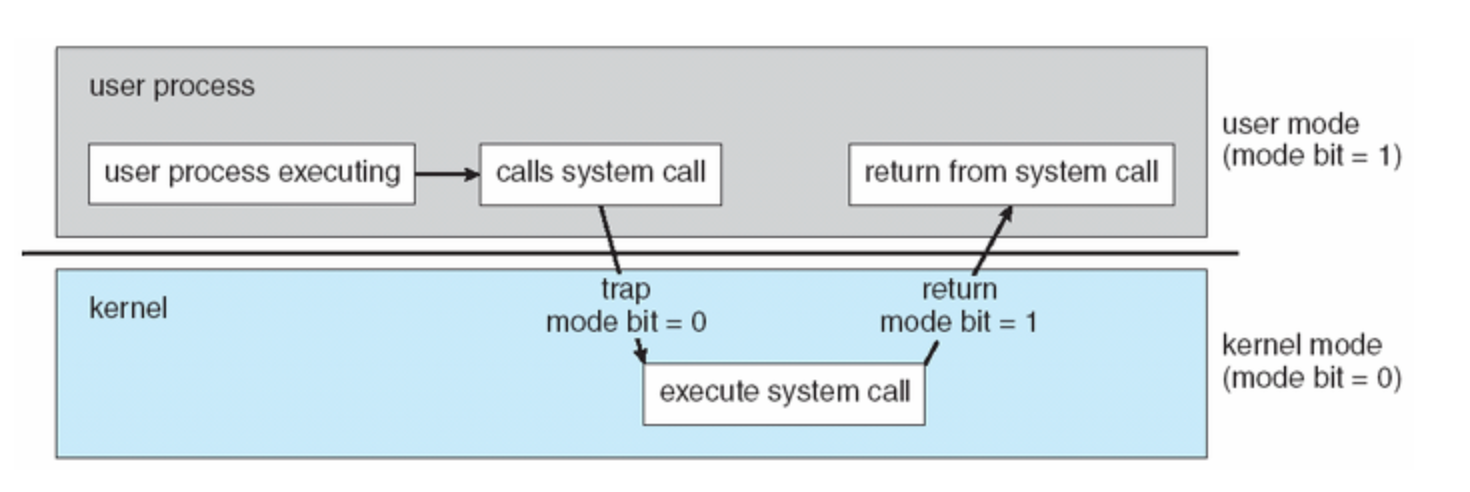 user process
user process executing
calls system call
return from system call
user mode
(mode bit = 1)
kernel
trap
mode bit = 0
return
mode bit = 1
execute system call
kernel mode
(mode bit = 0)